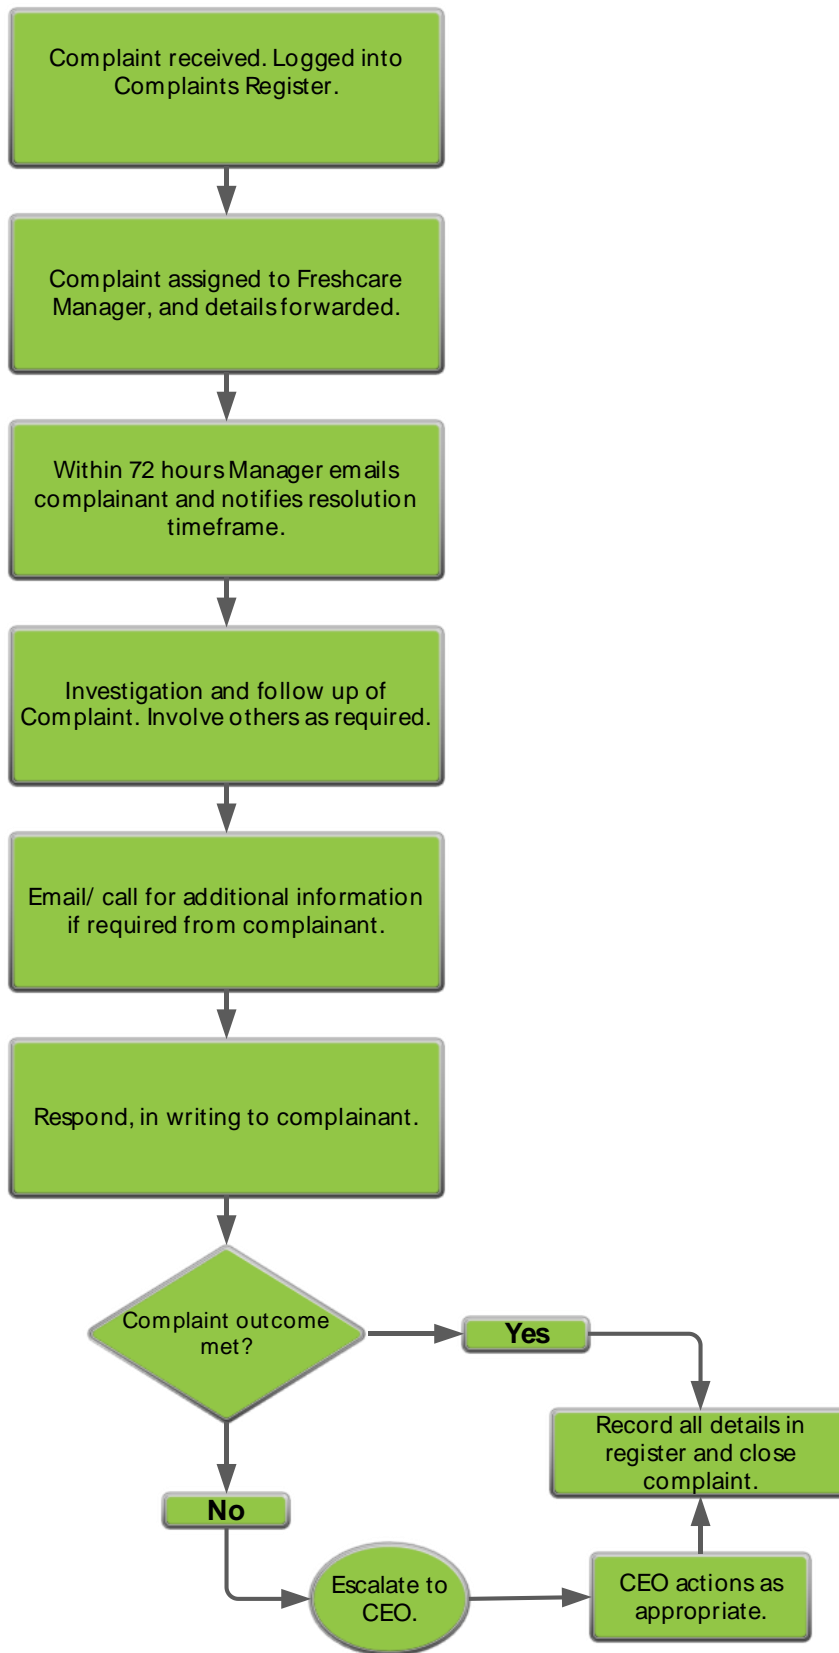 Complaint received. Logged into
Complaints Register.
Complaint assigned to Freshcare
Manager, and details forwarded.
Within 72 hours Manager emails
complainant and notifies resolution
timeframe.
Investigation and follow up of
Complaint. Involve others as required.
Email/ call for additional information
if required from complainant.
Respond, in writing to complainant.
Complaint outcome
met?
Yes
Record all details in
register and close
complaint.
No
Escalate to
CEO.
CEO actions as
appropriate.